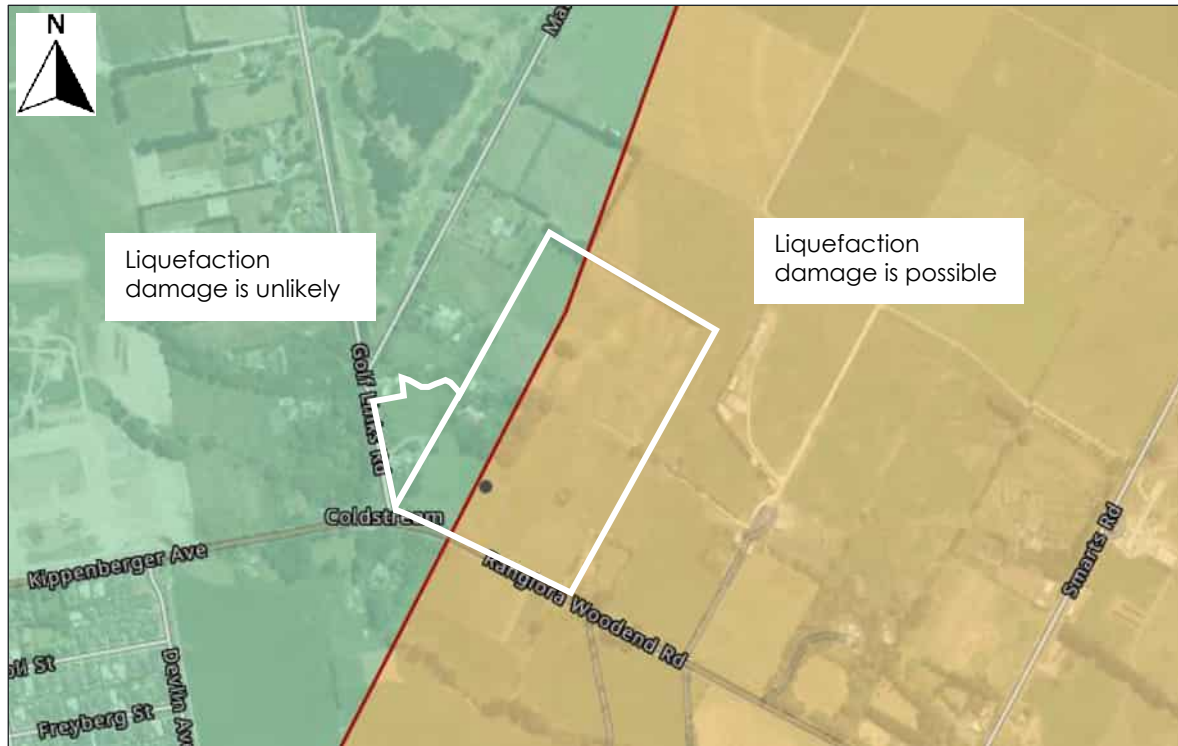 N
Liquefaction
damage is unlikely
Liquefaction
damage is possible
Golf Links Rd
Coldstream
Kippenberger Ave
Rangiora Woodend Rd
Smarts Rd
St
Devlin Ave
Freyberg St